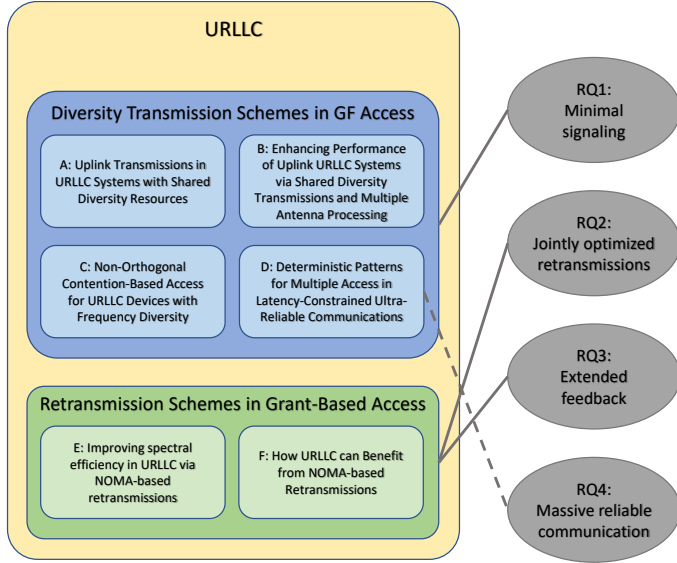 URLLC
Diversity Transmission Schemes in GF Access
A: Uplink Transmissions in
URLLC Systems with Shared
Diversity Resources
B: Enhancing Performance
of Uplink URLLC Systems
via Shared Diversity
Transmissions and Multiple
Antenna Processing
C: Non-Orthogonal
Contention-Based Access
for URLLC Devices with
Frequency Diversity
D: Deterministic Patterns
for Multiple Access in
Latency-Constrained Ultra-
Reliable Communications
Retransmission Schemes in Grant-Based Access
E: Improving spectral
efficiency in URLLC via
NOMA-based
retransmissions
F: How URLLC can Benefit
from NOMA-based
Retransmissions
RQ1:
Minimal
signaling
RQ2:
Jointly optimized
retransmissions
RQ3:
Extended
feedback
RQ4:
Massive reliable
communication